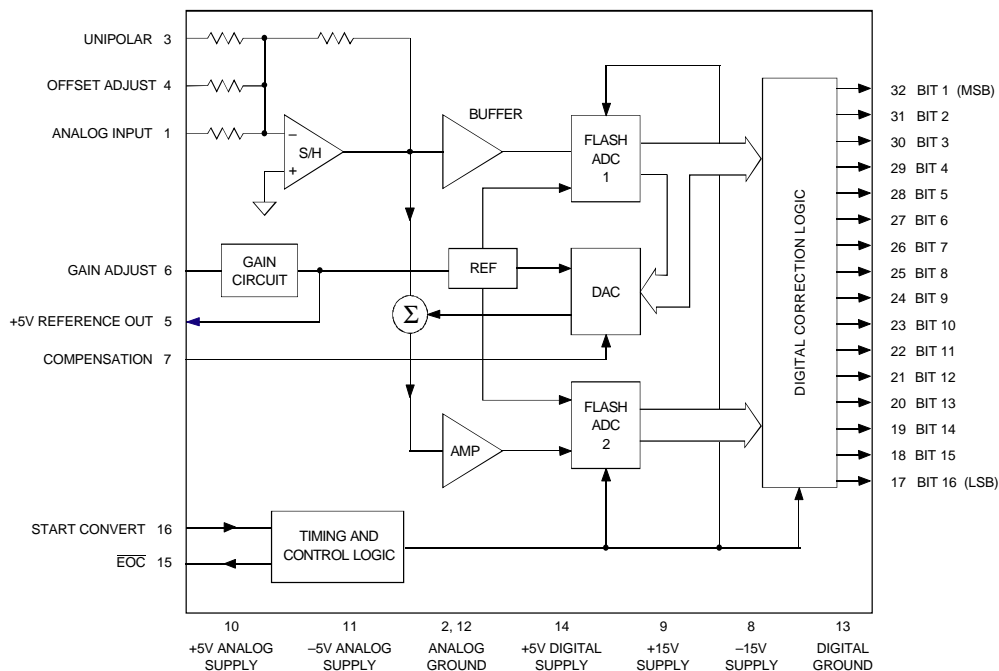 UNIPOLAR 3
OFFSET ADJUST 4
ANALOG INPUT 1
–
+
S/H
BUFFER
FLASH
ADC
1
GAIN ADJUST 6
GAIN
CIRCUIT
REF
DAC
+5V REFERENCE OUT 5
Σ
COMPENSATION 7
AMP
FLASH
ADC
2
DIGITAL CORRECTION LOGIC
START CONVERT 16
EOC 15
TIMING AND
CONTROL LOGIC
32 BIT 1 (MSB)
31 BIT 2
30 BIT 3
29 BIT 4
28 BIT 5
27 BIT 6
26 BIT 7
25 BIT 8
24 BIT 9
23 BIT 10
22 BIT 11
21 BIT 12
20 BIT 13
19 BIT 14
18 BIT 15
17 BIT 16 (LSB)
10
+5V ANALOG
SUPPLY
11
–5V ANALOG
SUPPLY
2, 12
ANALOG
GROUND
14
+5V DIGITAL
SUPPLY
9
+15V
SUPPLY
8
–15V
SUPPLY
13
DIGITAL
GROUND